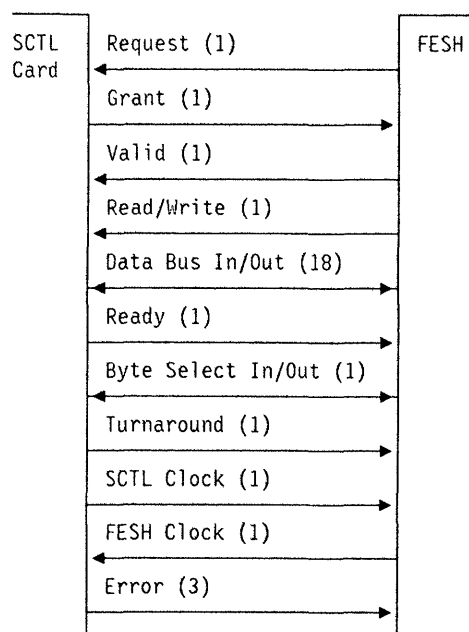 SCTL Card
Request (1)
FESH
Grant (1)
Valid (1)
Read/Write (1)
Data Bus In/Out (18)
Ready (1)
Byte Select In/Out (1)
Turnaround (1)
SCTL Clock (1)
FESH Clock (1)
Error (3)